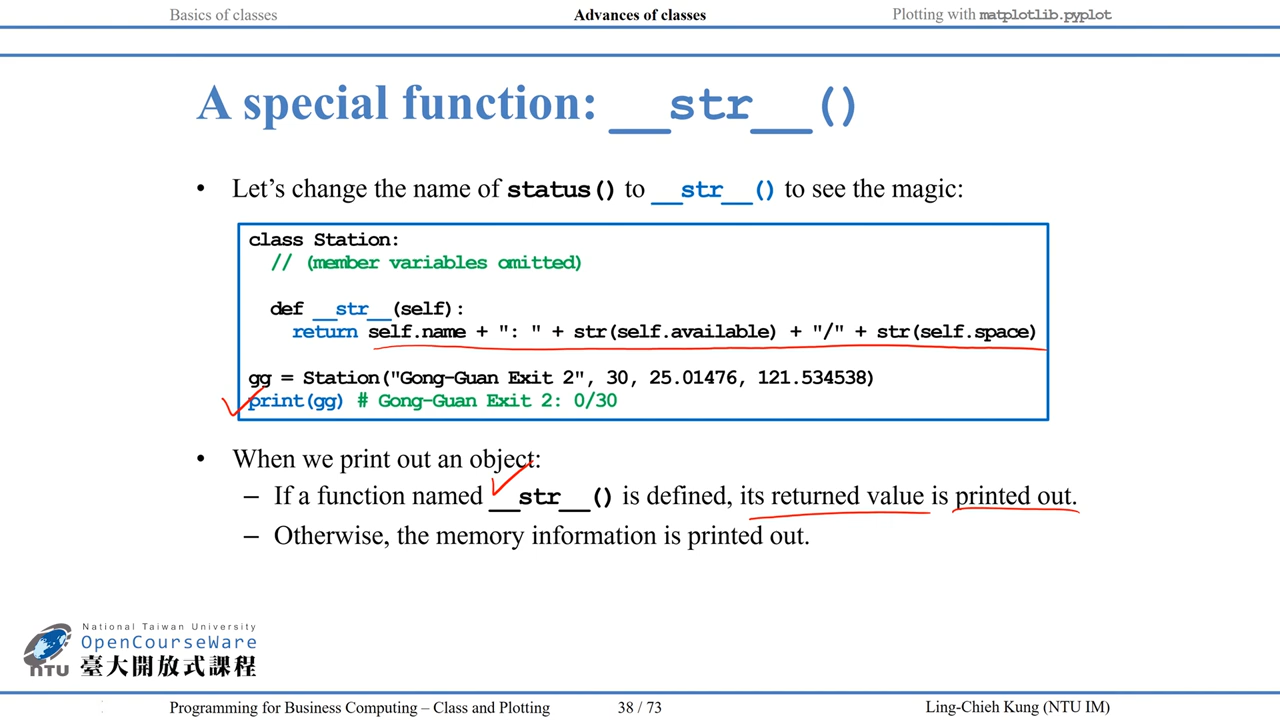 Basics of classes
Advances of classes
Plotting with matplotlib.pyplot
A special function: __str__()
• Let's change the name of status() to __str__() to see the magic:
class Station:
// (member variables omitted)
def __str__(self):
return self.name + ": " + str(self.available) + "/" + str(self.space)
gg = Station("Gong-Guan Exit 2", 30, 25.01476, 121.534538)
print(gg) # Gong-Guan Exit 2: 0/30
• When we print out an object:
– If a function named __str__() is defined, its returned value is printed out.
– Otherwise, the memory information is printed out.
National Taiwan University
OpenCourseWare
NTU 臺大開放式課程
Programming for Business Computing – Class and Plotting
38 / 73
Ling-Chieh Kung (NTU IM)